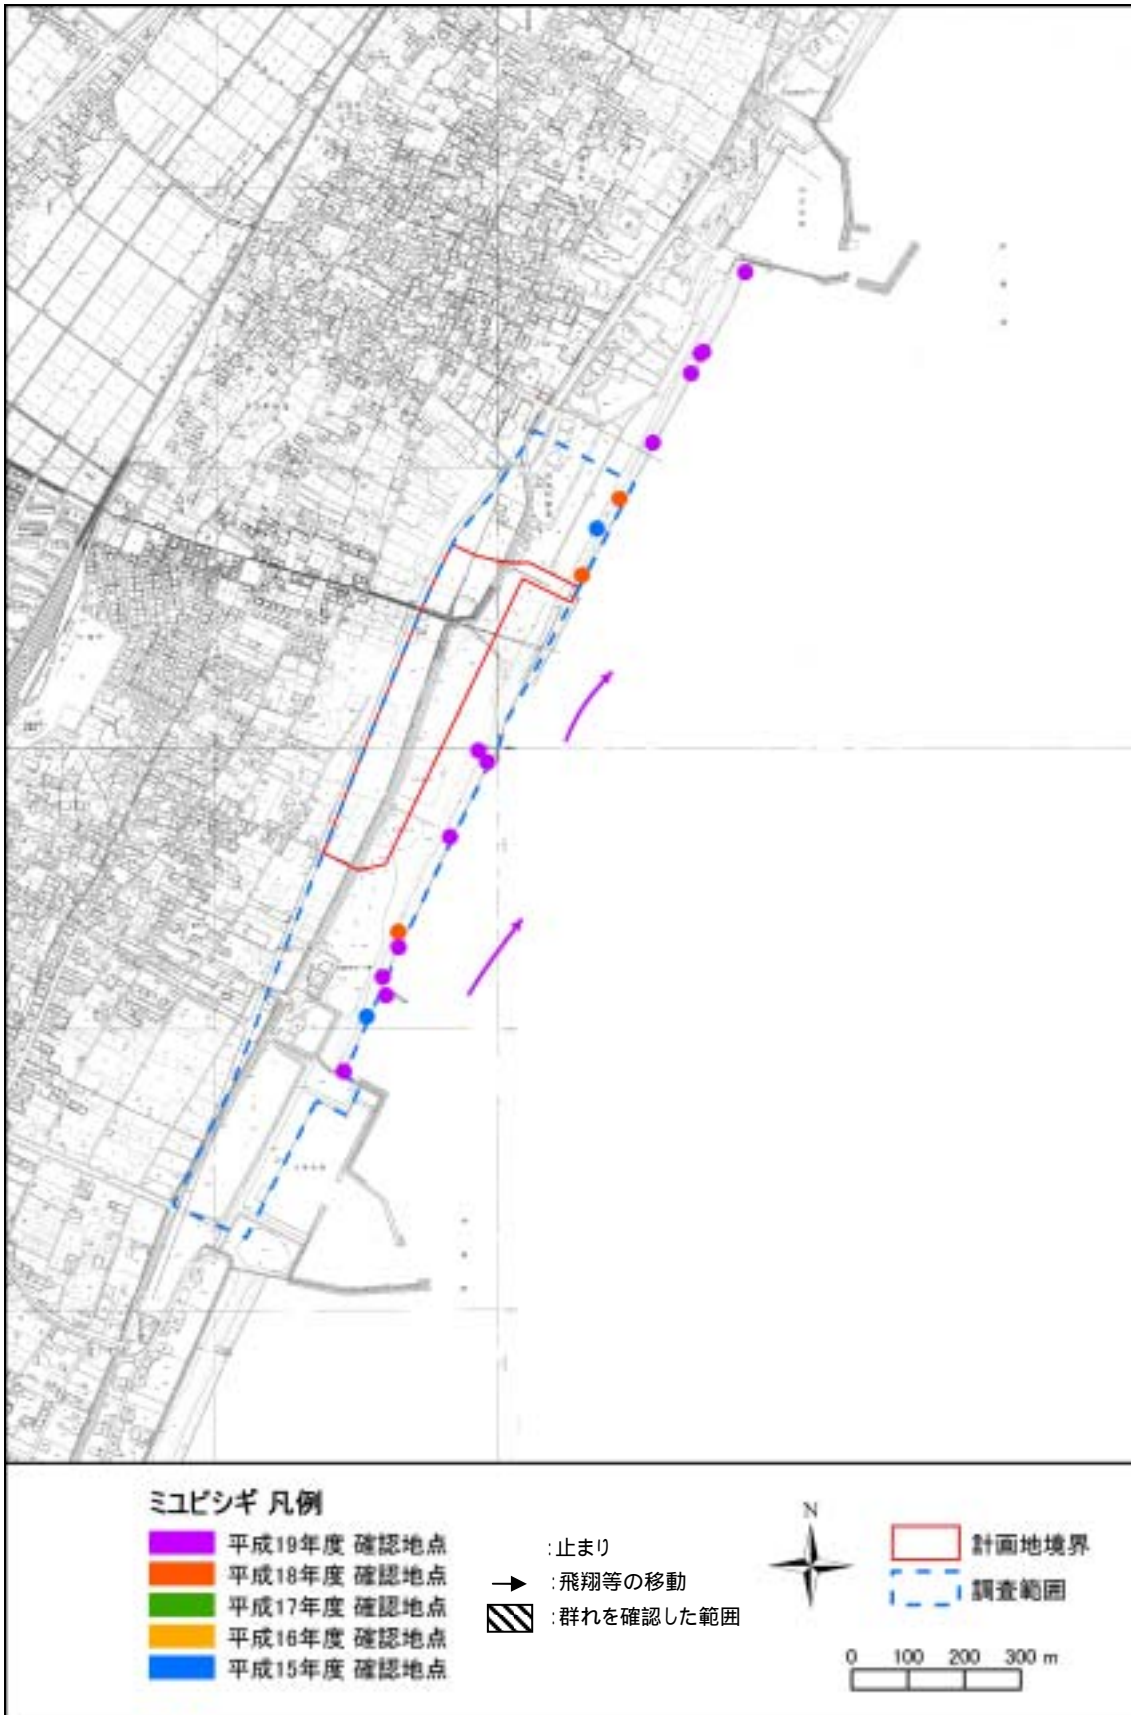 ミユビシギ 凡例
平成19年度 確認地点
平成18年度 確認地点
平成17年度 確認地点
平成16年度 確認地点
平成15年度 確認地点
:止まり
:飛翔等の移動
:群れを確認した範囲
N
計画地境界
調査範囲
0 100 200 300 m